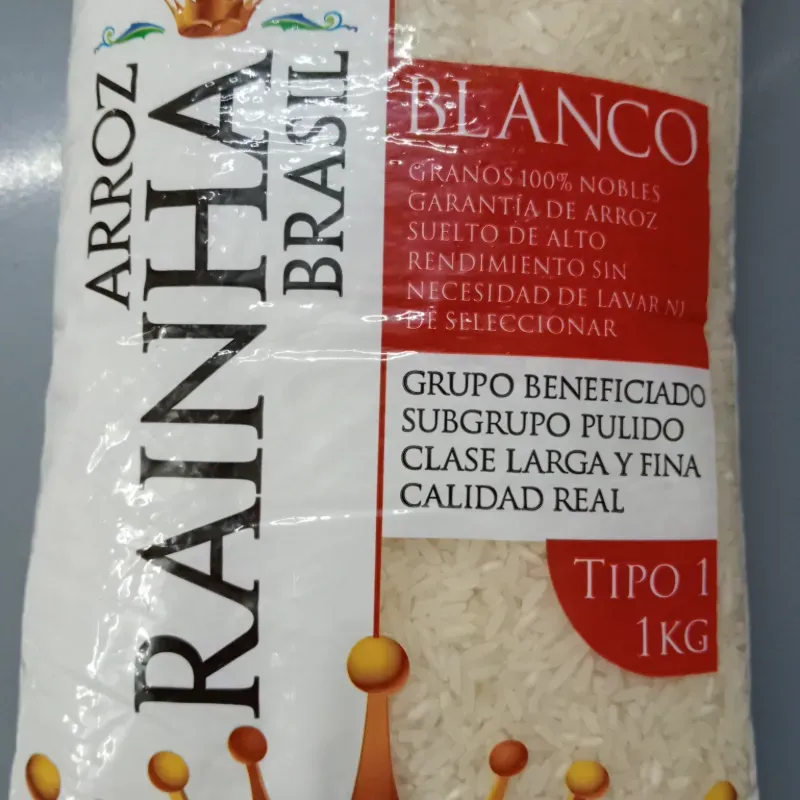 ARROZ
RAINHA
BRASIL
BLANCO
GRANOS 100% NOBLES
GARANTÍA DE ARROZ
SUELTO DE ALTO
RENDIMIENTO SIN
NECESIDAD DE LAVAR NI
DE SELECCIONAR
GRUPO BENEFICIADO
SUBGRUPO PULIDO
CLASE LARGA Y FINA
CALIDAD REAL
TIPO 1
1KG